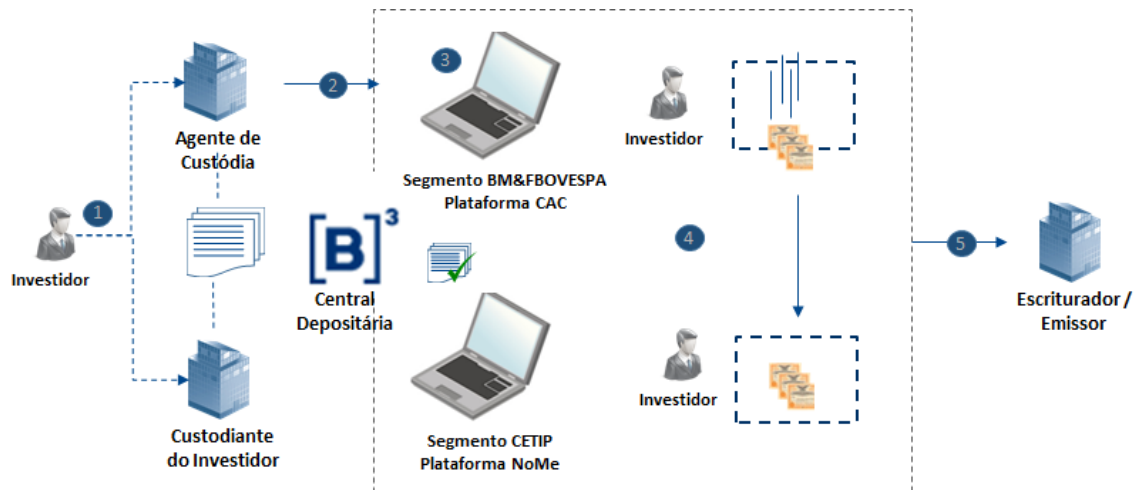 1
Investidor
Agente de
Custódia
Custodiante
do Investidor
2
[B]³
Central
Depositária
3
Segmento BM&FBOVESPA
Plataforma CAC
Segmento CETIP
Plataforma NoMe
Investidor
4
Investidor
5
Escriturador /
Emissor